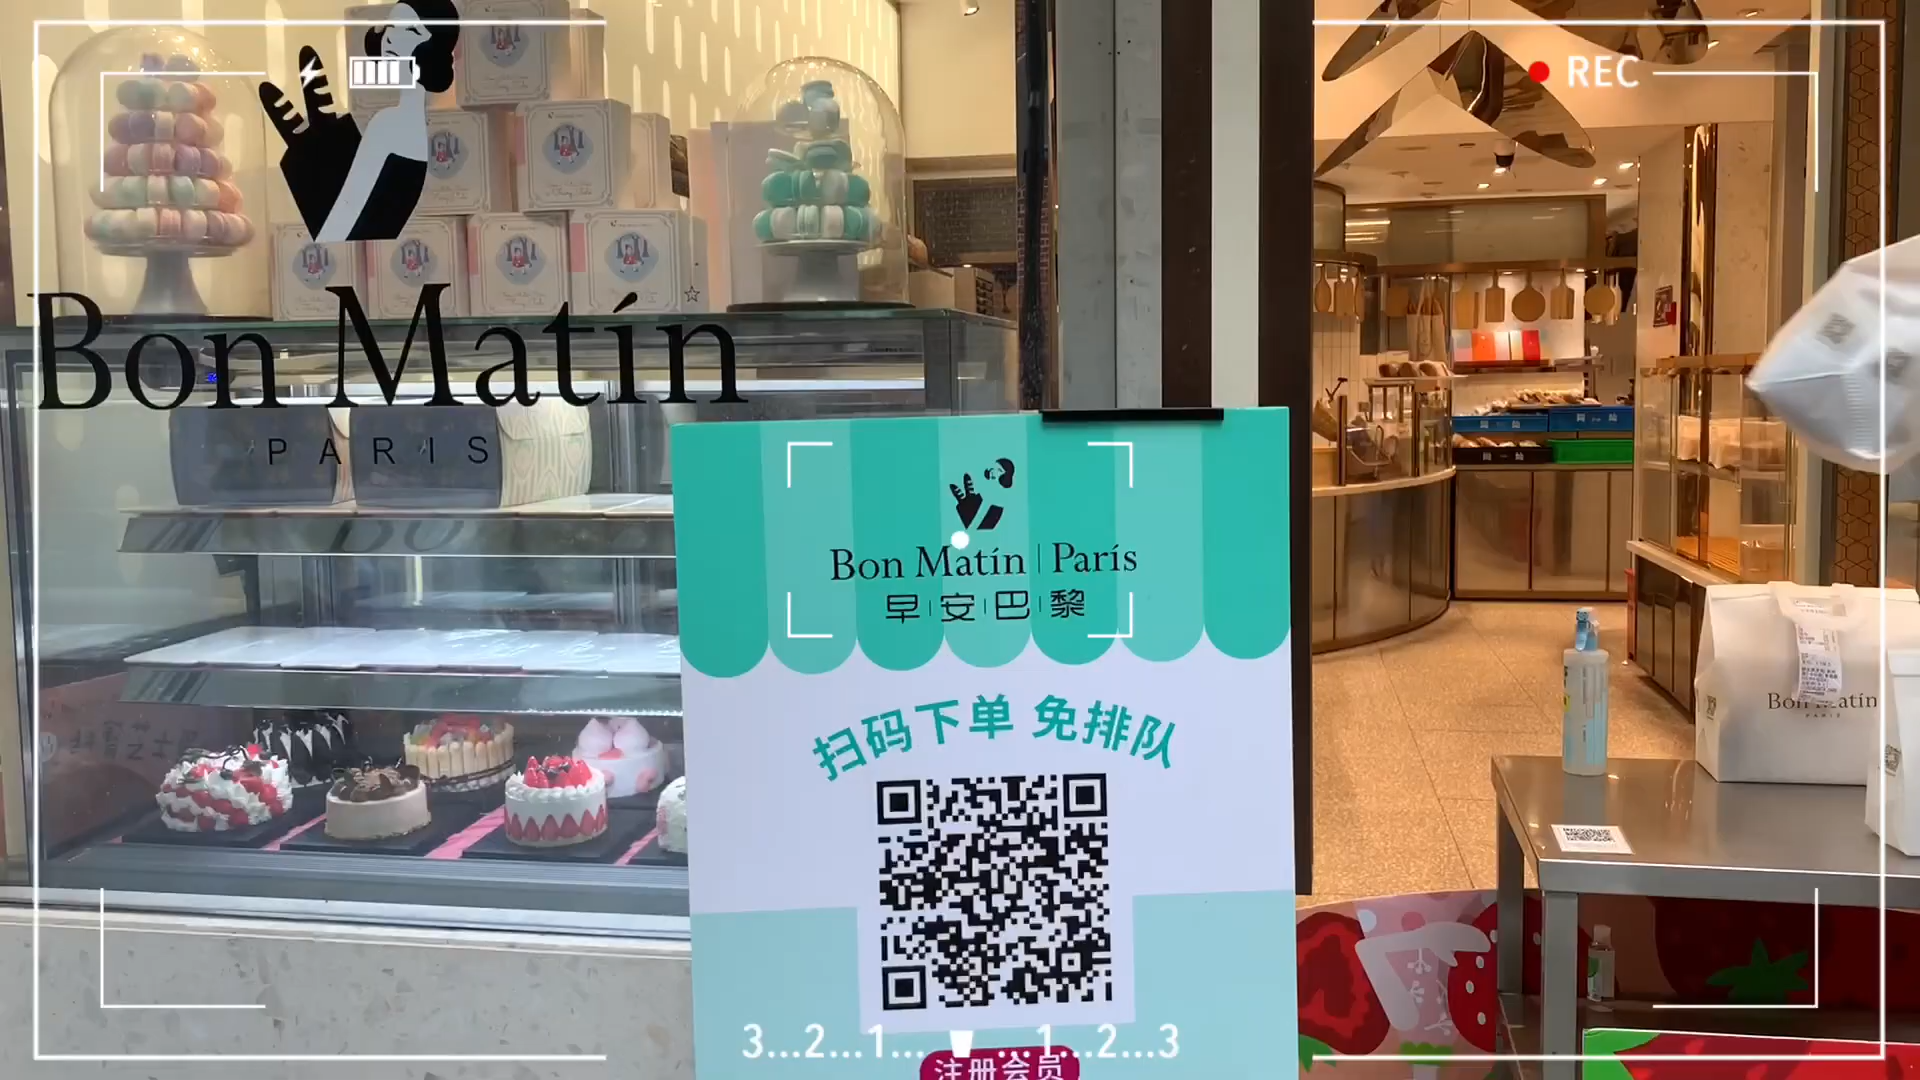 REC
Bon Matín
PARIS
Bon Matín | París
早|安|巴|黎
扫码下单 免排队
3...2...1... ...1...2...3
注册会员
Bon Matin
PARIS